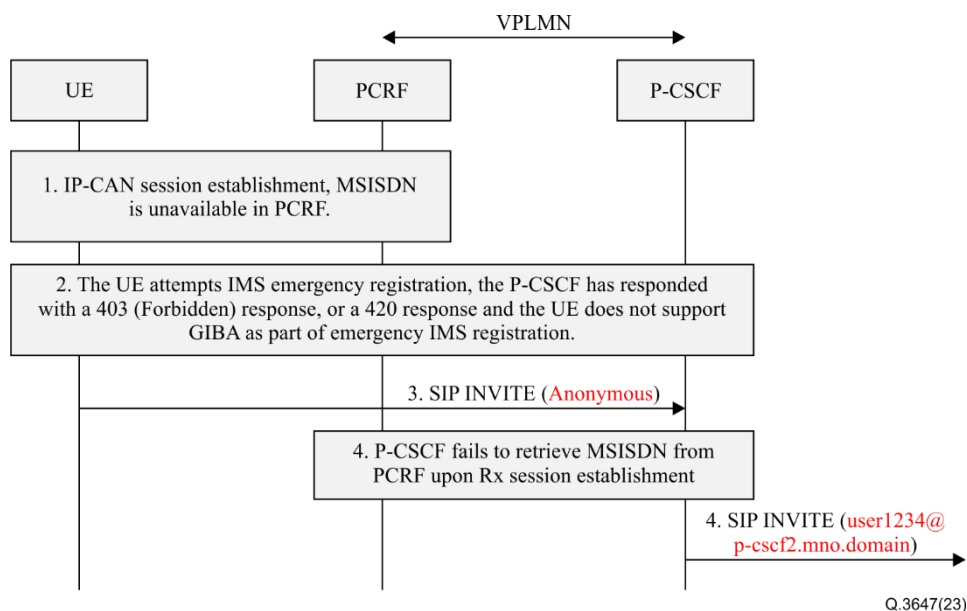 VPLMN
UE
PCRF
P-CSCF
1. IP-CAN session establishment, MSISDN
is unavailable in PCRF.
2. The UE attempts IMS emergency registration, the P-CSCF has responded
with a 403 (Forbidden) response, or a 420 response and the UE does not support
GIBA as part of emergency IMS registration.
3. SIP INVITE (Anonymous)
4. P-CSCF fails to retrieve MSISDN from
PCRF upon Rx session establishment
4. SIP INVITE (user1234@
p-cscf2.mno.domain)
Q.3647(23)